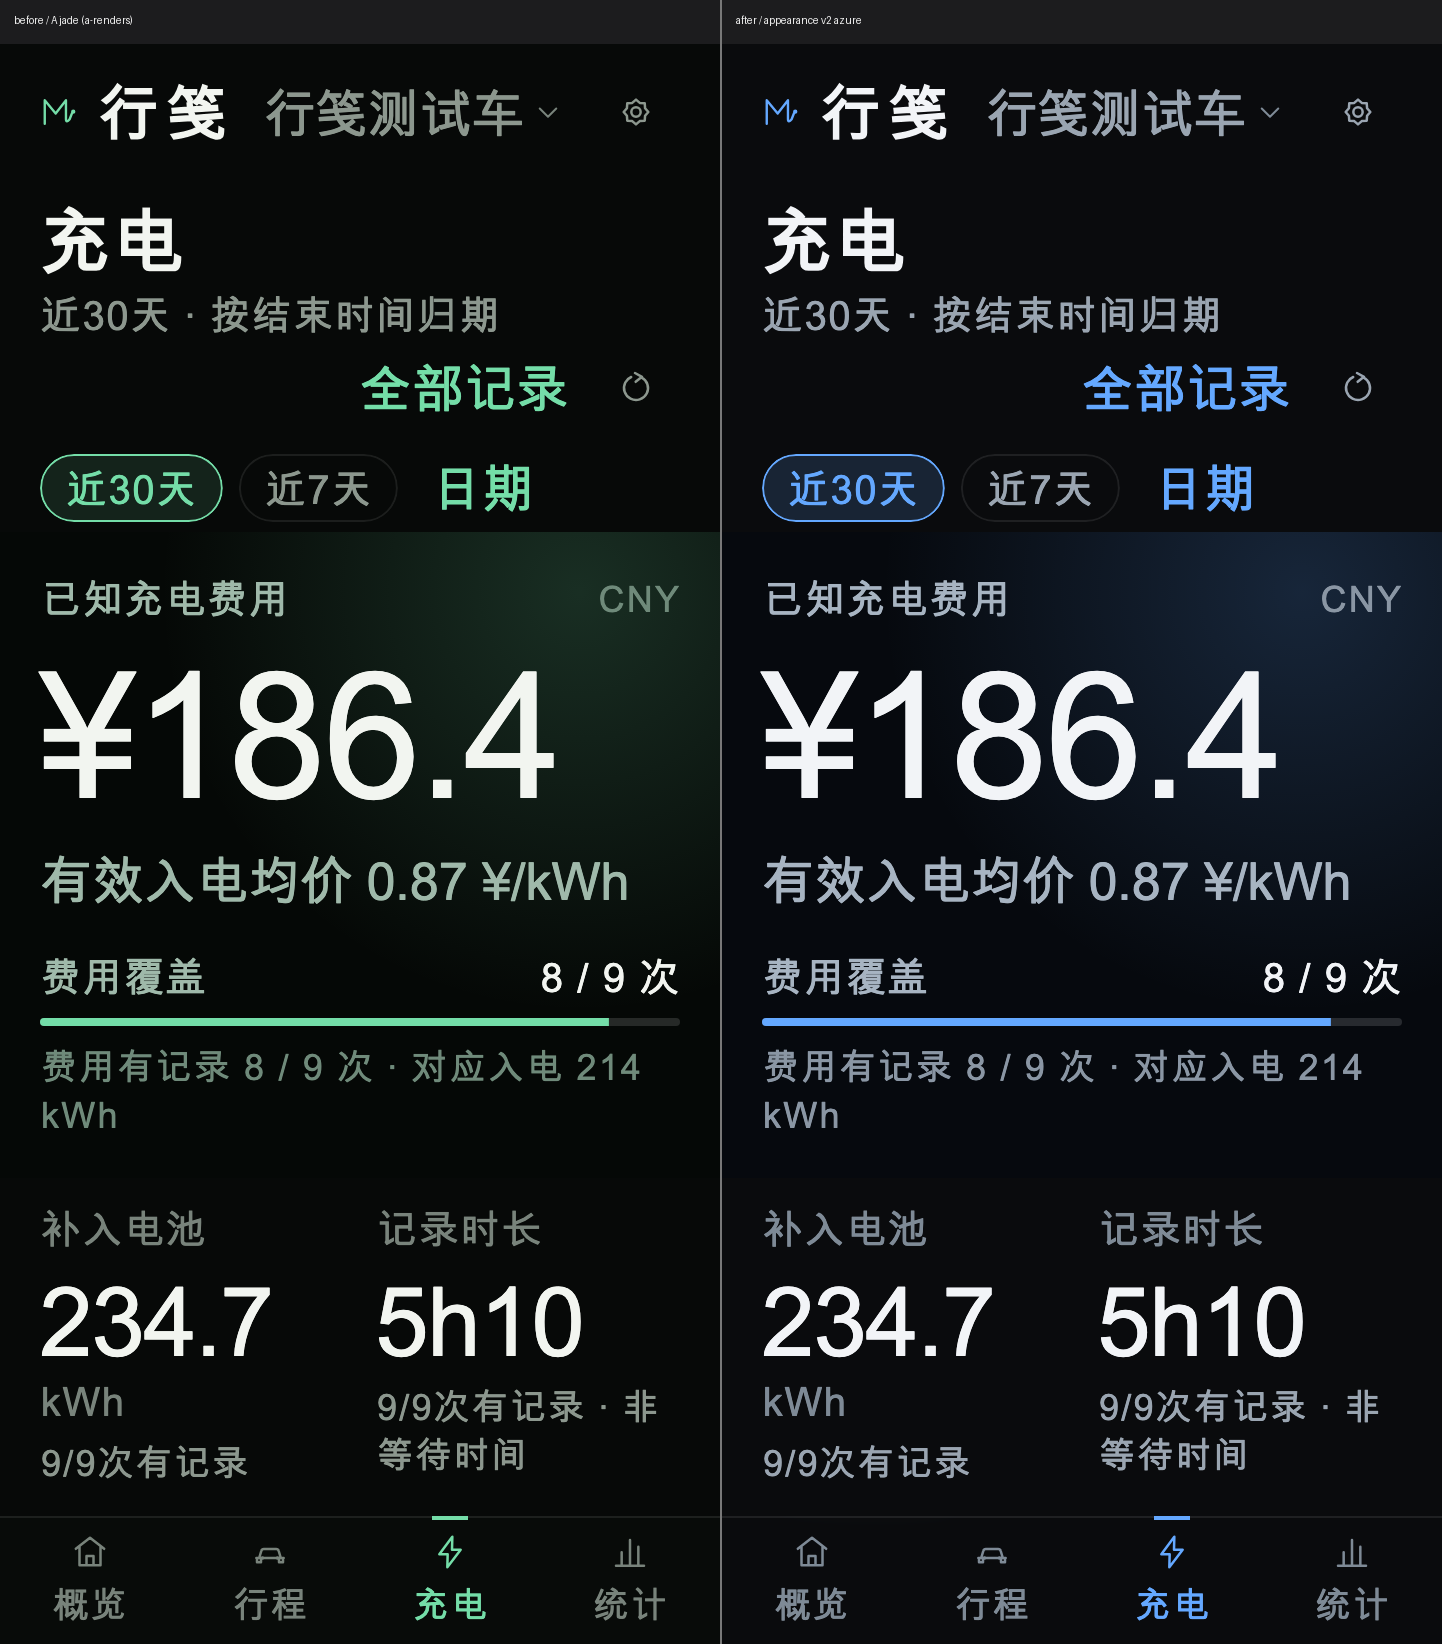 before / A jade (a-renders)
行笺 行笺测试车
充电
近30天 · 按结束时间归期
全部记录
近30天 近7天 日期
已知充电费用 CNY
¥186.4
有效入电均价 0.87 ¥/kWh
费用覆盖 8 / 9 次
费用有记录 8 / 9 次 · 对应入电 214
kWh
补入电池 记录时长
234.7 5h10
kWh
9/9次有记录 · 非
等待时间
9/9次有记录
概览 行程 充电 统计
after / appearance v2 azure
行笺 行笺测试车
充电
近30天 · 按结束时间归期
全部记录
近30天 近7天 日期
已知充电费用 CNY
¥186.4
有效入电均价 0.87 ¥/kWh
费用覆盖 8 / 9 次
费用有记录 8 / 9 次 · 对应入电 214
kWh
补入电池 记录时长
234.7 5h10
kWh
9/9次有记录 · 非
等待时间
9/9次有记录
概览 行程 充电 统计